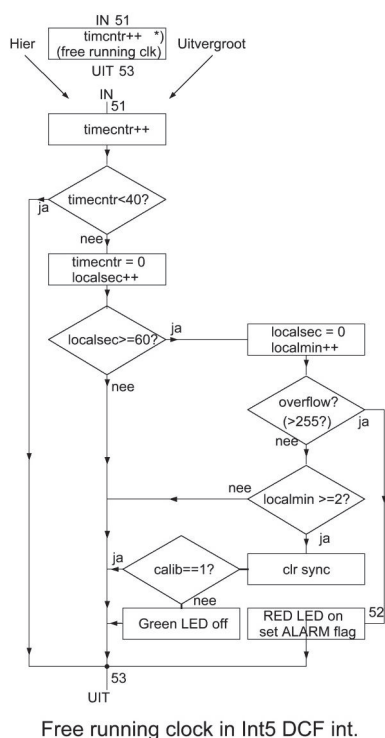 IN 51
timcntr++ *)
(free running clk)
UIT 53
Hier
Uitvergroot
IN
51
timecntr++
timecntr<40?
ja
nee
timecntr = 0
localsec++
localsec>=60?
ja
nee
localsec = 0
localmin++
overflow?
(>255?)
ja
nee
localmin >=2?
nee
ja
clr sync
calib==1?
ja
nee
Green LED off
RED LED on
set ALARM flag
52
53
UIT
Free running clock in Int5 DCF int.